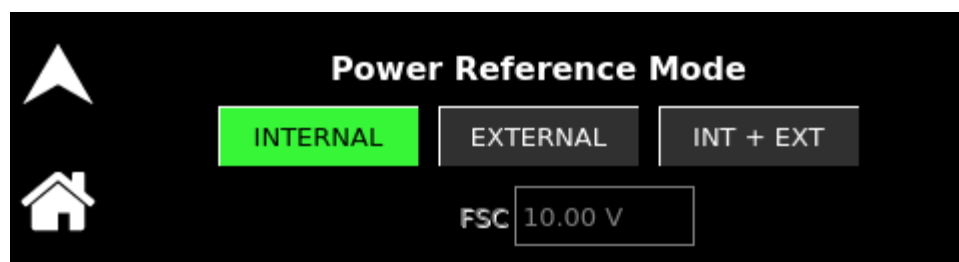 Power Reference Mode
INTERNAL EXTERNAL INT + EXT
FSC 10.00 V